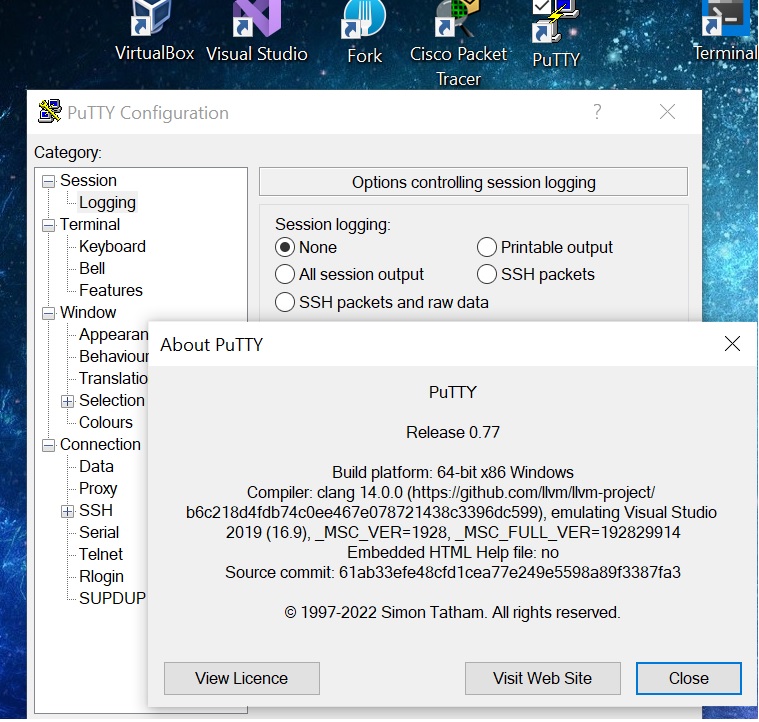 VirtualBox
Visual Studio
Fork
Cisco Packet
Tracer
PuTTY
Terminal
PuTTY Configuration
?
Category:
Session
Logging
Terminal
Keyboard
Bell
Features
Window
Appearan
Behaviour
Translatio
Selection
Colours
Connection
Data
Proxy
SSH
Serial
Telnet
Rlogin
SUPDUP
Options controlling session logging
Session logging:
None
Printable output
All session output
SSH packets
SSH packets and raw data
About PuTTY
PuTTY
Release 0.77
Build platform: 64-bit x86 Windows
Compiler: clang 14.0.0 (https://github.com/llvm/llvm-project/
b6c218d4fdb74c0ee467e078721438c3396dc599), emulating Visual Studio
2019 (16.9), _MSC_VER=1928, _MSC_FULL_VER=192829914
Embedded HTML Help file: no
Source commit: 61ab33efe48cfd1cea77e249e5598a89f3387fa3
© 1997-2022 Simon Tatham. All rights reserved.
View Licence
Visit Web Site
Close